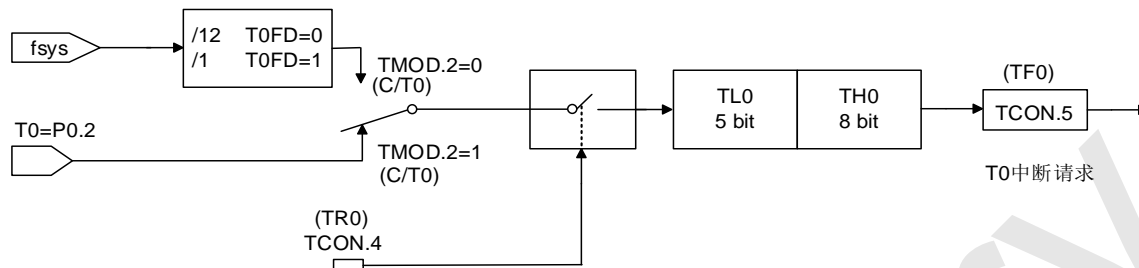 fsys
/12 T0FD=0
/1 T0FD=1
TMOD.2=0
(C/T0)
T0=P0.2
TMOD.2=1
(C/T0)
(TR0)
TCON.4
TL0
5 bit
TH0
8 bit
(TF0)
TCON.5
T0中断请求